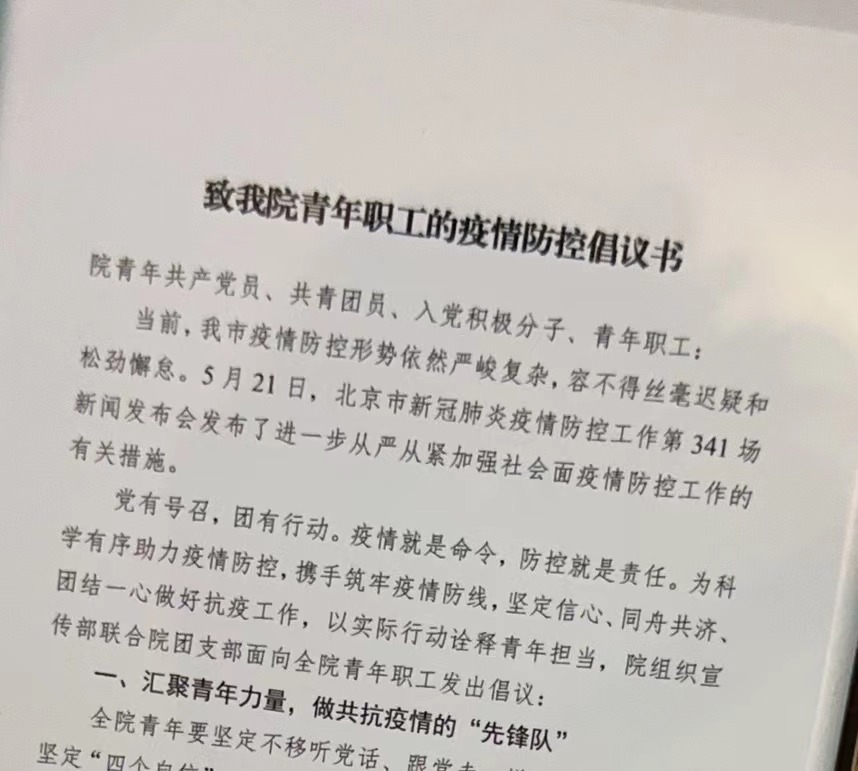 致我院青年职工的疫情防控倡议书
院青年共产党员、共青团员、入党积极分子、青年职工：
当前，我市疫情防控形势依然严峻复杂，容不得丝毫迟疑和
松劲懈怠。5月21日，北京市新冠肺炎疫情防控工作第341场
新闻发布会发布了进一步从严从紧加强社会面疫情防控工作的
有关措施。
党有号召，团有行动。疫情就是命令，防控就是责任。为科
学有序助力疫情防控，携手筑牢疫情防线，坚定信心、同舟共济、
团结一心做好抗疫工作，以实际行动诠释青年担当，院组织宣
传部联合院团支部面向全院青年职工发出倡议：
一、汇聚青年力量，做共抗疫情的“先锋队”
全院青年要坚定不移听党话、跟党走
坚定“四个自信”